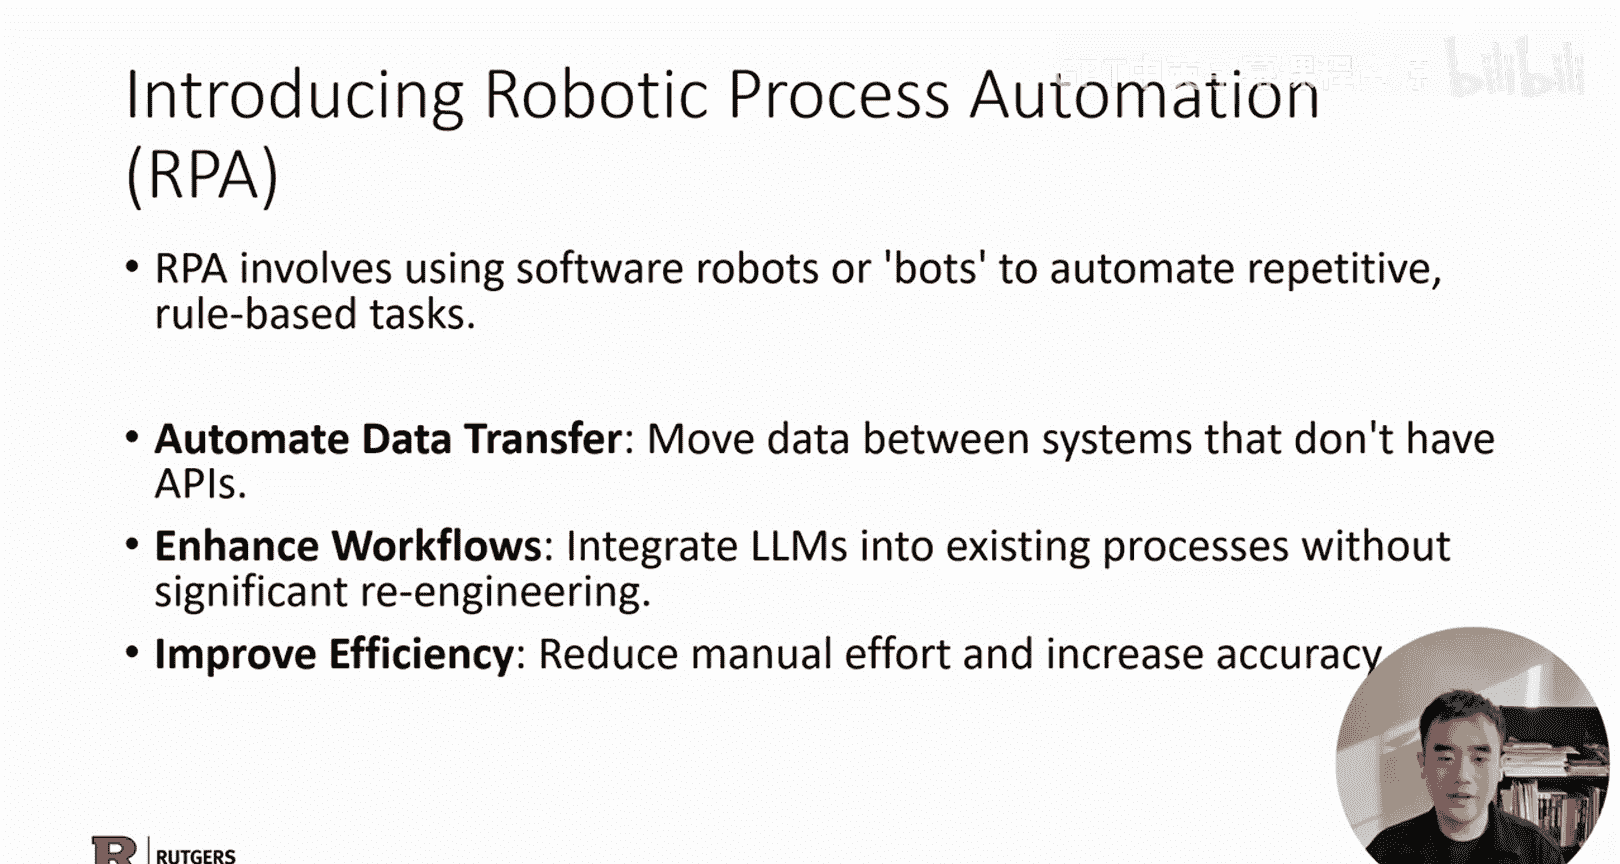 Introducing Robotic Process Automation
(RPA)
• RPA involves using software robots or 'bots' to automate repetitive,
rule-based tasks.
• Automate Data Transfer: Move data between systems that don't have
APIs.
• Enhance Workflows: Integrate LLMs into existing processes without
significant re-engineering.
• Improve Efficiency: Reduce manual effort and increase accuracy
bilibili
R RUTGERS